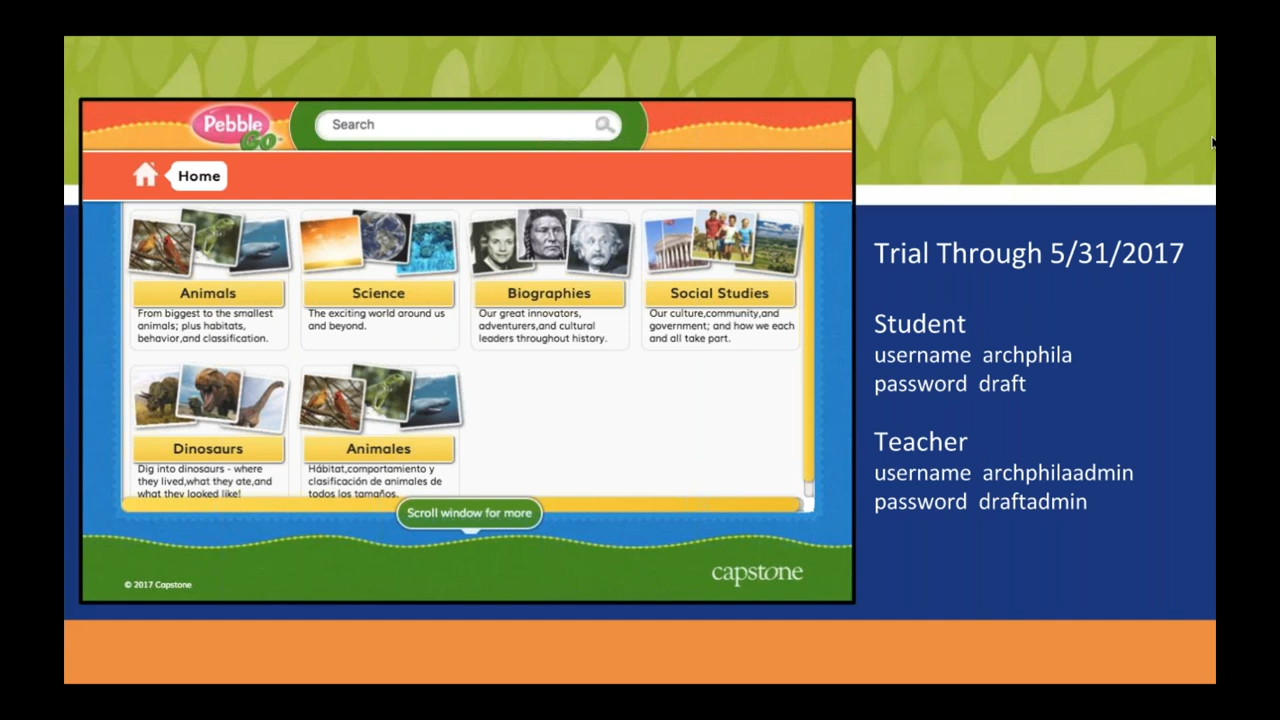 Pebble
Go
Search
Home
Animals
From biggest to the smallest
animals; plus habitats,
behavior,and classification.
Science
The exciting world around us
and beyond.
Biographies
Our great innovators,
adventurers,and cultural
leaders throughout history.
Social Studies
Our culture,community,and
government; and how we each
and all take part.
Dinosaurs
Dig into dinosaurs - where
they lived,what they ate,and
what they looked like!
Animales
Hábitat,comportamiento y
clasificación de animales de
todos los tamaños.
Scroll window for more
© 2017 Capstone
capstone
Trial Through 5/31/2017
Student
username archphila
password draft
Teacher
username archphilaadmin
password draftadmin